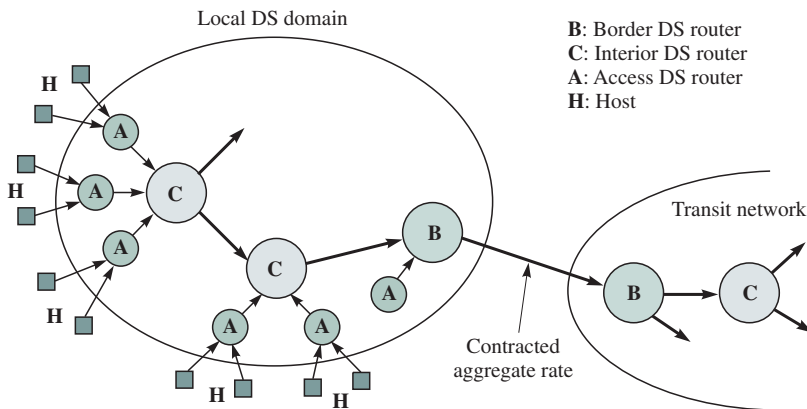 Local DS domain
B: Border DS router
C: Interior DS router
A: Access DS router
H: Host
H
A
H
A
C
A
H
C
B
A
A
A
H
H
Transit network
B
C
Contracted
aggregate rate